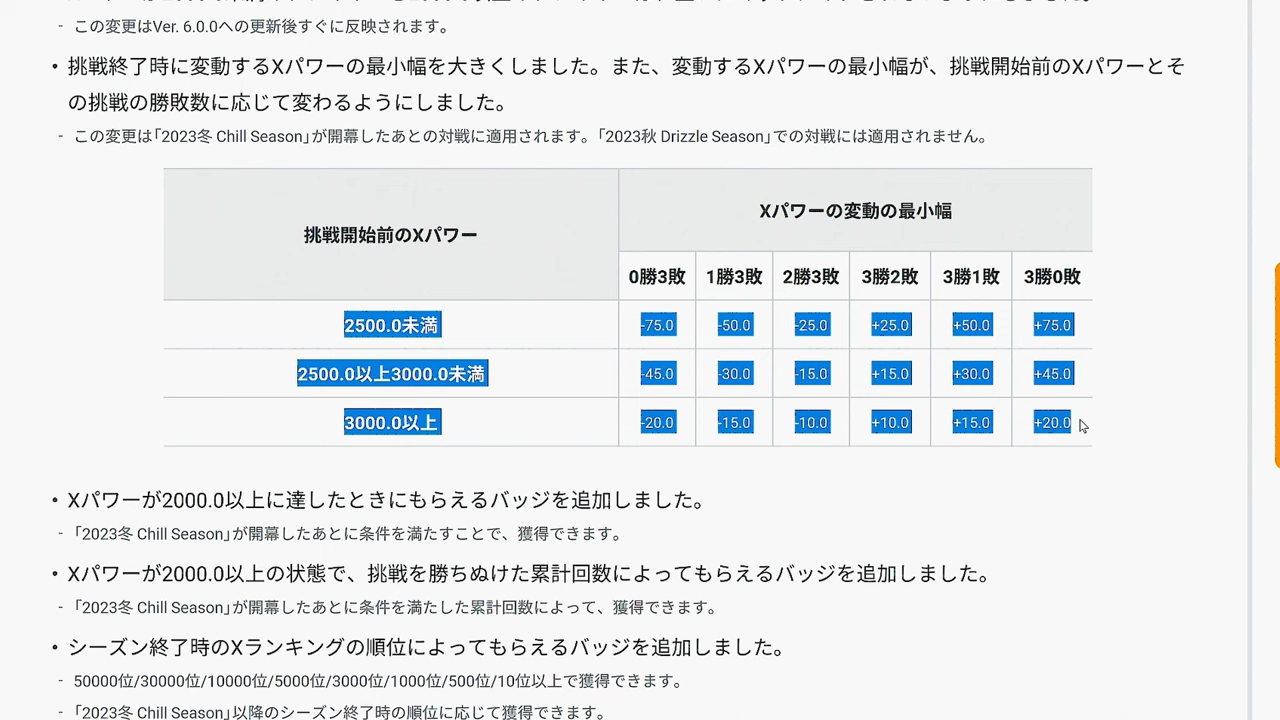 - この変更はVer. 6.0.0への更新後すぐに反映されます。
・挑戦終了時に変動するXパワーの最小幅を大きくしました。また、変動するXパワーの最小幅が、挑戦開始前のXパワーとそ
の挑戦の勝敗数に応じて変わるようにしました。
- この変更は「2023冬 Chill Season」が開幕したあとの対戦に適用されます。「2023秋 Drizzle Season」での対戦には適用されません。
挑戦開始前のXパワー Xパワーの変動の最小幅
0勝3敗 1勝3敗 2勝3敗 3勝2敗 3勝1敗 3勝0敗
2500.0未満 -75.0 -50.0 -25.0 +25.0 +50.0 +75.0
2500.0以上3000.0未満 -45.0 -30.0 -15.0 +15.0 +30.0 +45.0
3000.0以上 -20.0 -15.0 -10.0 +10.0 +15.0 +20.0
・Xパワーが2000.0以上に達したときにもらえるバッジを追加しました。
- 「2023冬 Chill Season」が開幕したあとに条件を満たすことで、獲得できます。
・Xパワーが2000.0以上の状態で、挑戦を勝ちぬけた累計回数によってもらえるバッジを追加しました。
- 「2023冬 Chill Season」が開幕したあとに条件を満たした累計回数によって、獲得できます。
・シーズン終了時のXランキングの順位によってもらえるバッジを追加しました。
- 50000位/30000位/10000位/5000位/3000位/1000位/500位/10位以上で獲得できます。
- 「2023冬 Chill Season」以降のシーズン終了時の順位に応じて獲得できます。